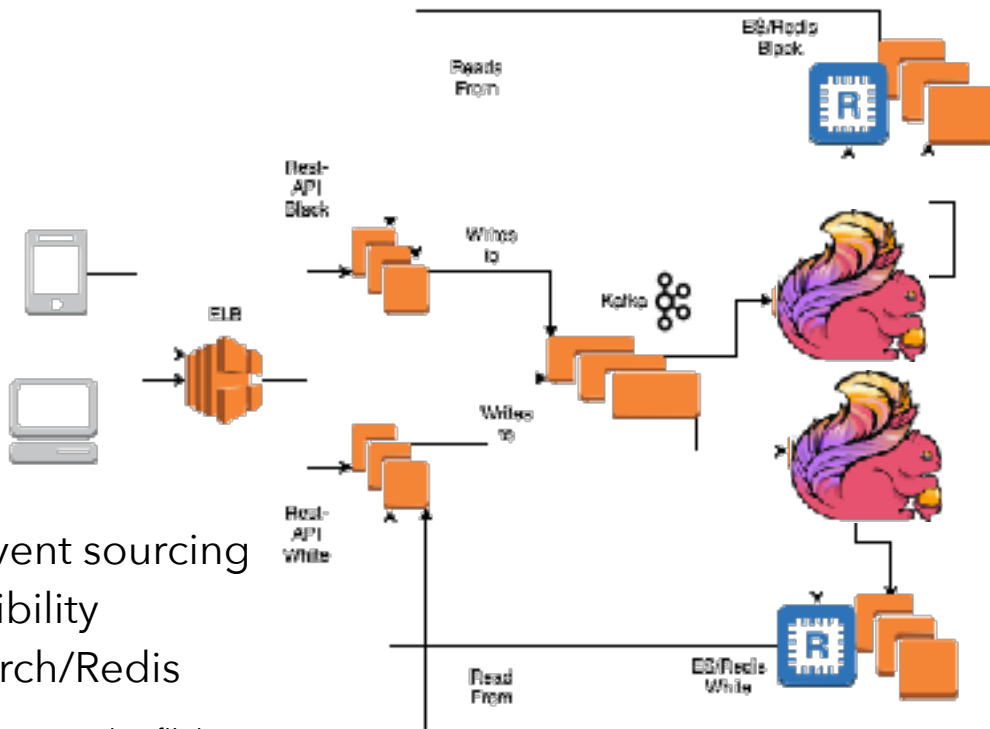 ES/Redis
Black
Reads
From
Rest-
API
Black
Writes
to
Kafka
ELB
Writes
to
Rest-
API
White
vent sourcing
ibility
rch/Redis
Read
From
ES/Redis
White
R
R